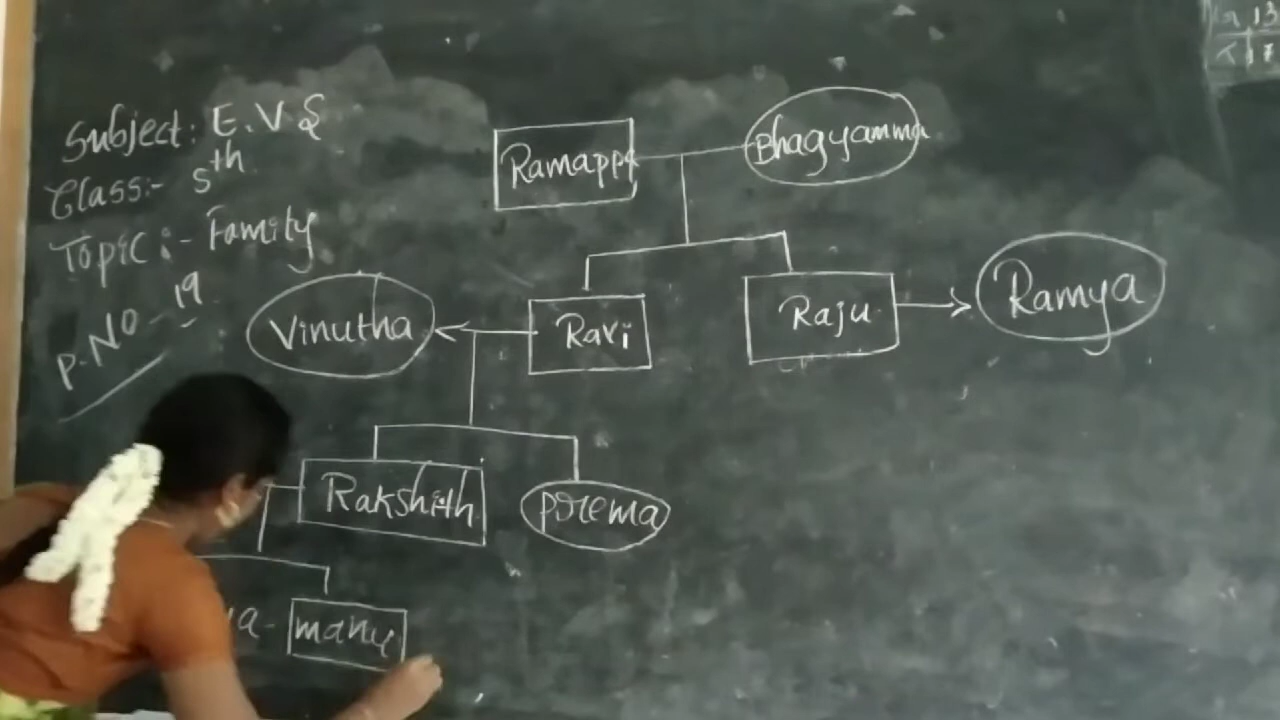 Subject: E.V.S
Class:- 5th
Topic:- Family
P.NO-19
Ramappa
Bhagyamma
Vinutha
Ravi
Raju
Ramya
Rakshith
Prema
manu